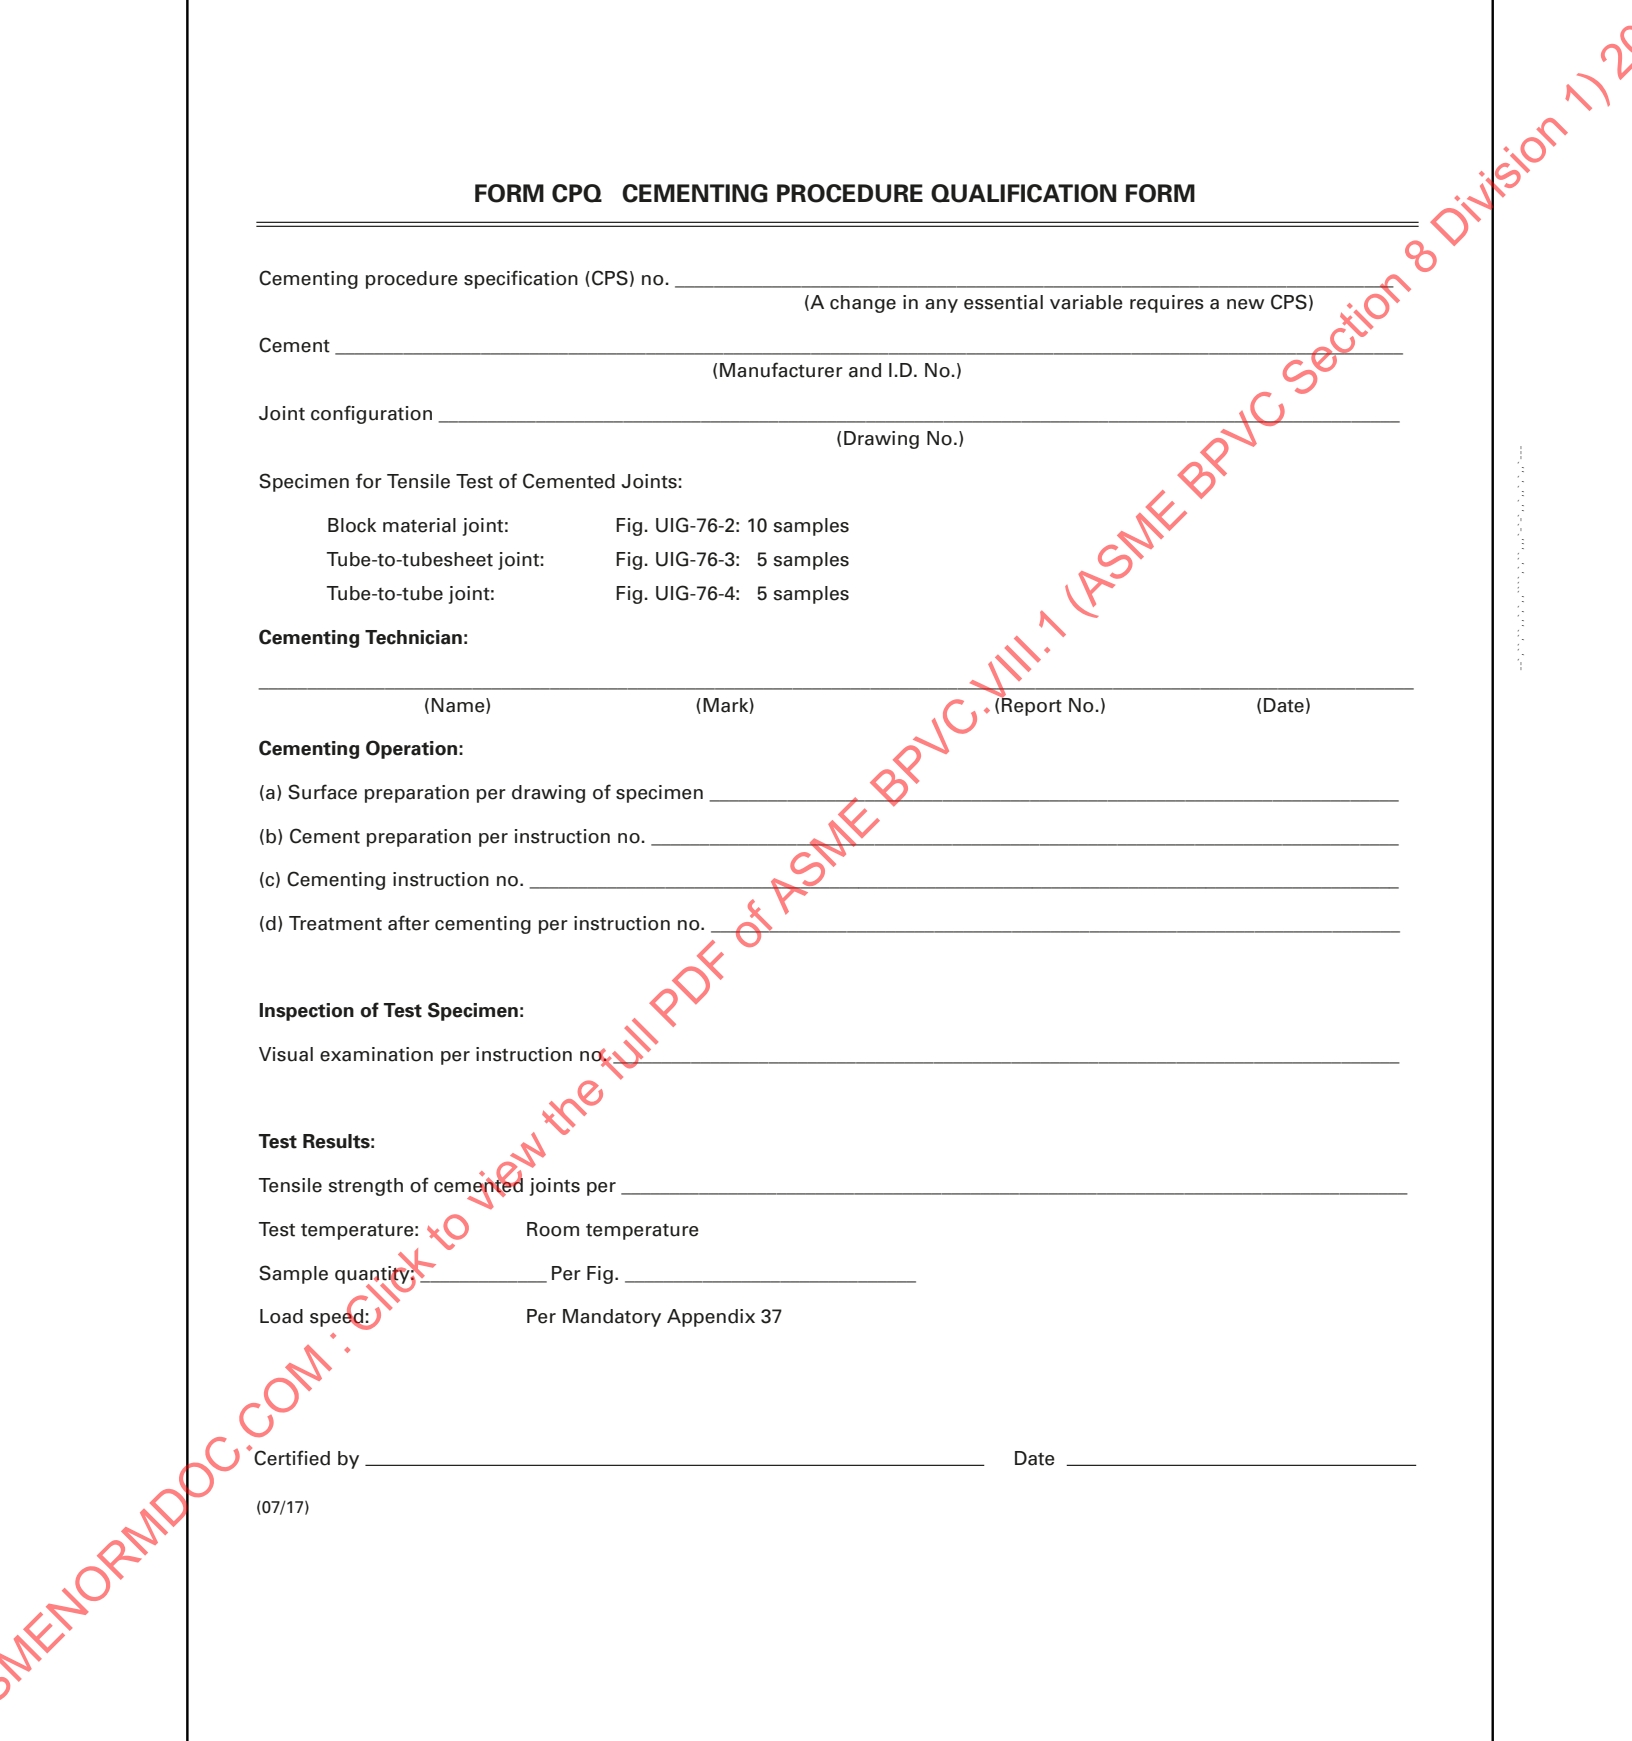 FORM CPQ CEMENTING PROCEDURE QUALIFICATION FORM
Cementing procedure specification (CPS) no.
(A change in any essential variable requires a new CPS)
Cement
(Manufacturer and I.D. No.)
Joint configuration
(Drawing No.)
Specimen for Tensile Test of Cemented Joints:
Block material joint: Fig. UIG-76-2: 10 samples
Tube-to-tubesheet joint: Fig. UIG-76-3: 5 samples
Tube-to-tube joint: Fig. UIG-76-4: 5 samples
Cementing Technician:
(Name) (Mark) (Report No.) (Date)
Cementing Operation:
(a) Surface preparation per drawing of specimen
(b) Cement preparation per instruction no.
(c) Cementing instruction no.
(d) Treatment after cementing per instruction no.
Inspection of Test Specimen:
Visual examination per instruction no.
Test Results:
Tensile strength of cemented joints per
Test temperature: Room temperature
Sample quantity: Per Fig.
Load speed: Per Mandatory Appendix 37
Certified by Date
(07/17)
SMENORMDOC.COM : Click to view the full PDF of ASME BPVC.VIII.1 (ASME BPVC Section 8 Division 1) 20